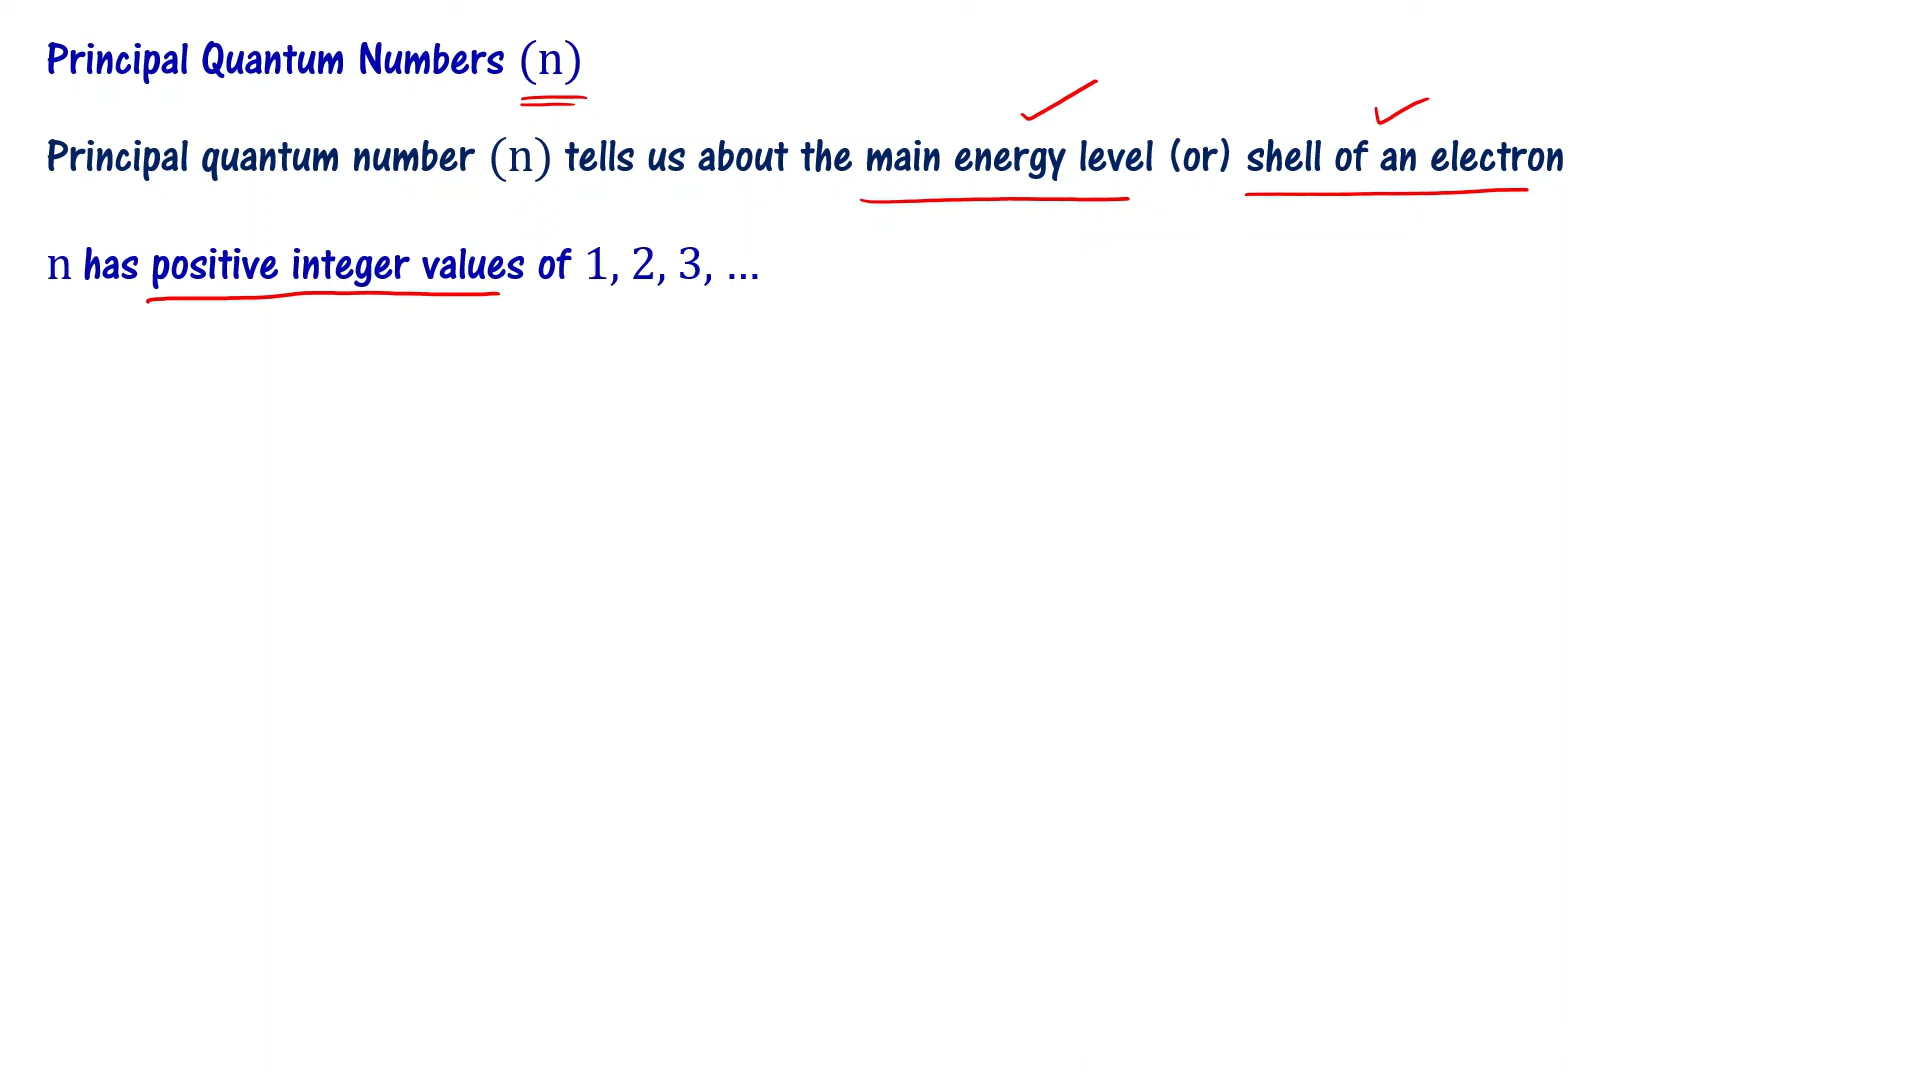 Principal Quantum Numbers (n)
Principal quantum number (n) tells us about the main energy level (or) shell of an electron
n has positive integer values of 1, 2, 3, ...